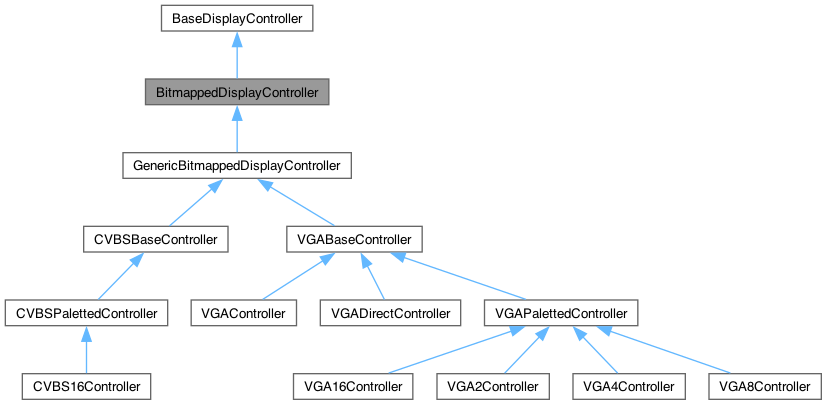 BaseDisplayController
BitmappedDisplayController
GenericBitmappedDisplayController
CVBSBaseController
VGABaseController
CVBSPalettedController
VGAController
VGADirectController
VGAPalettedController
CVBS16Controller
VGA16Controller
VGA2Controller
VGA4Controller
VGA8Controller